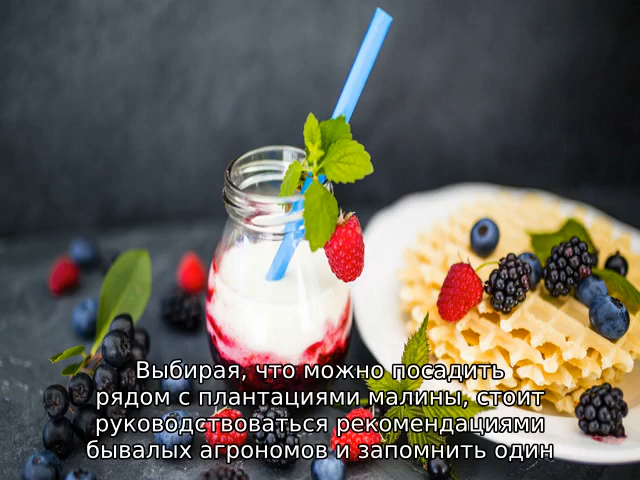 Выбирая, что можно посадить
рядом с плантациями малины, стоит
руководствоваться рекомендациями
бывалых агрономов и запомнить один